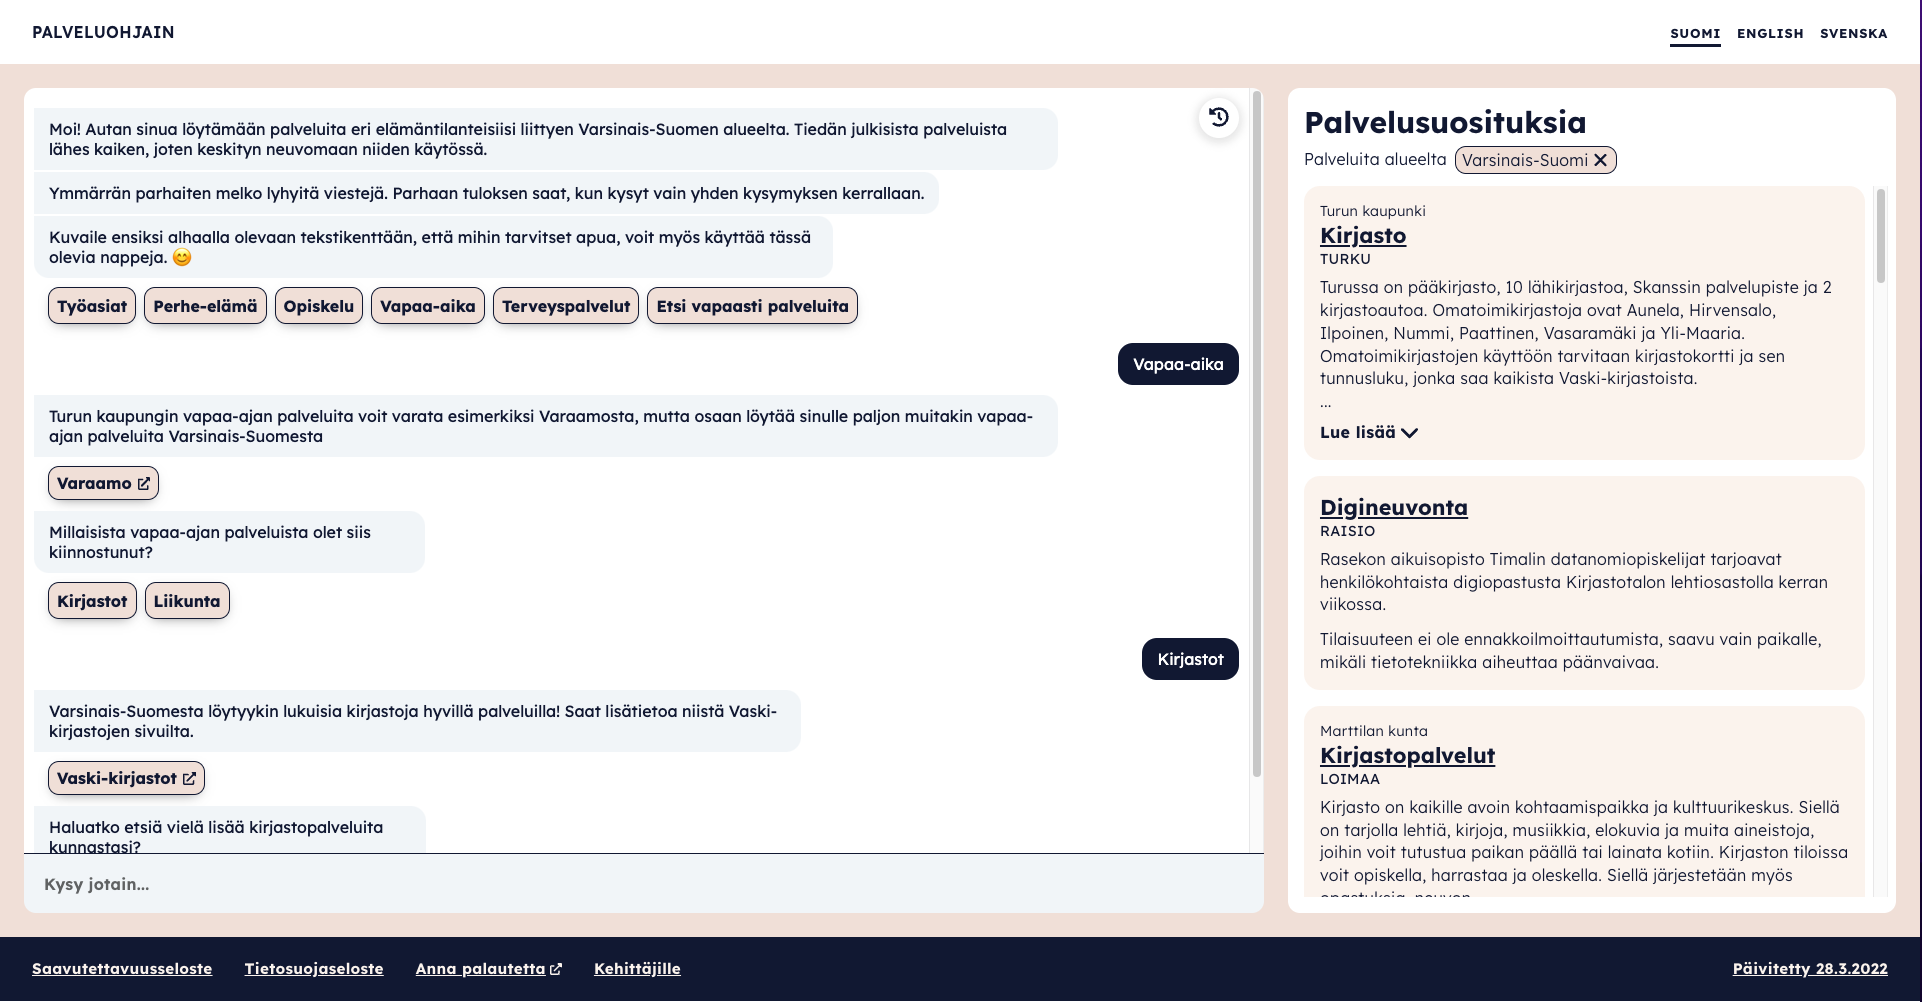 PALVELUOHJAIN
SUOMI ENGLISH SVENSKA
Moi! Autan sinua löytämään palveluita eri elämäntilanteisiisi liittyen Varsinais-Suomen alueelta. Tiedän julkisista palveluista
lähes kaiken, joten keskityn neuvomaan niiden käytössä.
Ymmärrän parhaiten melko lyhyitä viestejä. Parhaan tuloksen saat, kun kysyt vain yhden kysymyksen kerrallaan.
Kuvaile ensiksi alhaalla olevaan tekstikenttään, että mihin tarvitset apua, voit myös käyttää tässä
olevia nappeja. 😊
Työasiat Perhe-elämä Opiskelu Vapaa-aika Terveyspalvelut Etsi vapaasti palveluita
Vapaa-aika
Turun kaupungin vapaa-ajan palveluita voit varata esimerkiksi Varaamosta, mutta osaan löytää sinulle paljon muitakin vapaa-
ajan palveluita Varsinais-Suomesta
Varaamo
Millaisista vapaa-ajan palveluista olet siis
kiinnostunut?
Kirjastot Liikunta
Kirjastot
Varsinais-Suomesta löytyykin lukuisia kirjastoja hyvillä palveluilla! Saat lisätietoa niistä Vaski-
kirjastojen sivuilta.
Vaski-kirjastot
Haluatko etsiä vielä lisää kirjastopalveluita
kunnastasi?
Kysy jotain...
Palvelusuosituksia
Palveluita alueelta Varsinais-Suomi
Turun kaupunki
Kirjasto
TURKU
Turussa on pääkirjasto, 10 lähikirjastoa, Skanssin palvelupiste ja 2
kirjastoautoa. Omatoimikirjastoja ovat Aunela, Hirvensalo,
Ilpoinen, Nummi, Paattinen, Vasaramäki ja Yli-Maaria.
Omatoimikirjastojen käyttöön tarvitaan kirjastokortti ja sen
tunnusluku, jonka saa kaikista Vaski-kirjastoista.
...
Lue lisää
Digineuvonta
RAISIO
Rasekon aikuisopisto Timalin datanomiopiskelijat tarjoavat
henkilökohtaista digiopastusta Kirjastotalon lehtiosastolla kerran
viikossa.
Tilaisuuteen ei ole ennakkoilmoittautumista, saavu vain paikalle,
mikäli tietotekniikka aiheuttaa päänvaivaa.
Marttilan kunta
Kirjastopalvelut
LOIMAA
Kirjasto on kaikille avoin kohtaamispaikka ja kulttuurikeskus. Siellä
on tarjolla lehtiä, kirjoja, musiikkia, elokuvia ja muita aineistoja,
joihin voit tutustua paikan päällä tai lainata kotiin. Kirjaston tiloissa
voit opiskella, harrastaa ja oleskella. Siellä järjestetään myös
Saavutettavuusseloste Tietosuojaseloste Anna palautetta Kehittäjille
Päivitetty 28.3.2022